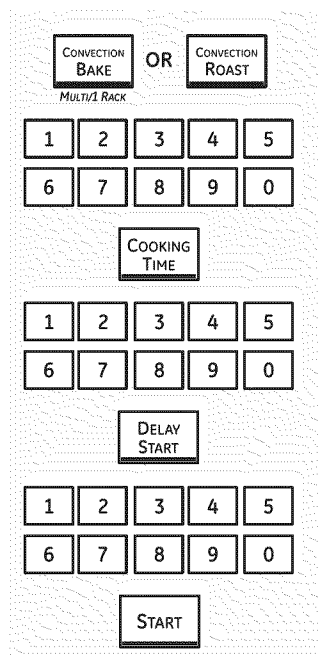 CONVECTION BAKE OR CONVECTION ROAST
MULTI/1 RACK
1 2 3 4 5
6 7 8 9 0
COOKING
TIME
1 2 3 4 5
6 7 8 9 0
DELAY
START
1 2 3 4 5
6 7 8 9 0
START